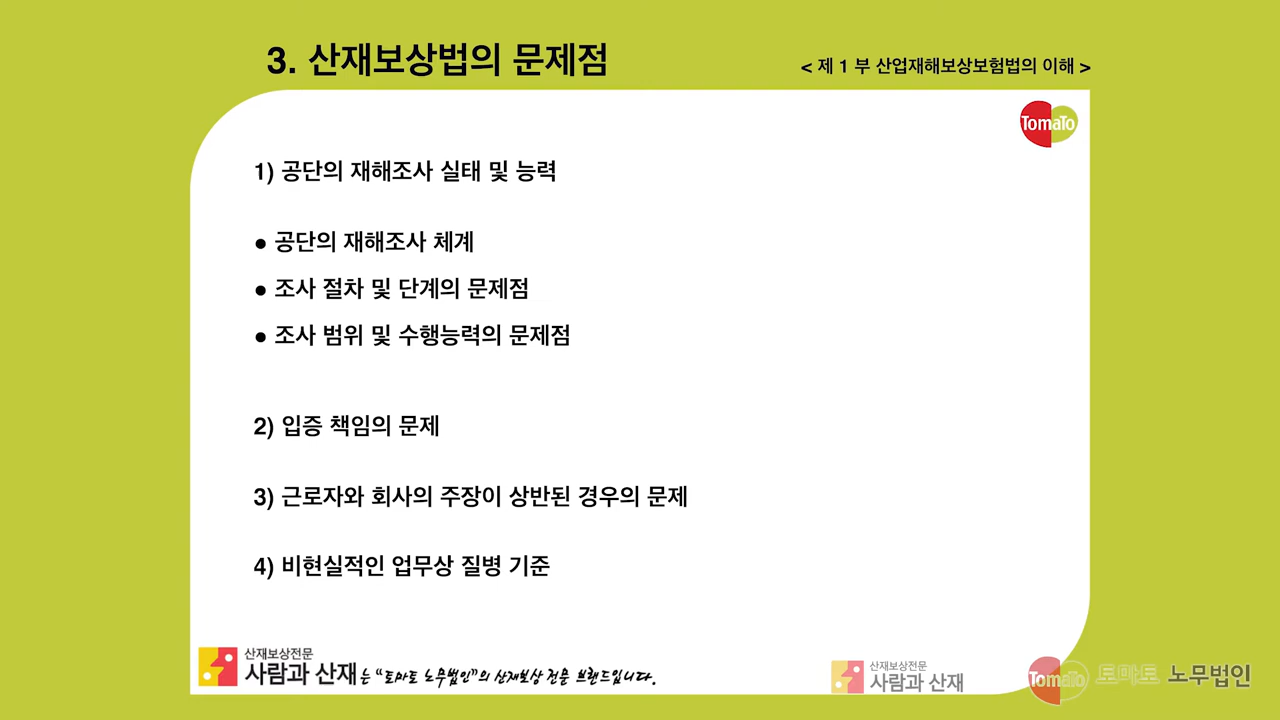 3. 산재보상법의 문제점
< 제 1 부 산업재해보상보험법의 이해 >
TomaTo
1) 공단의 재해조사 실태 및 능력
● 공단의 재해조사 체계
● 조사 절차 및 단계의 문제점
● 조사 범위 및 수행능력의 문제점
2) 입증 책임의 문제
3) 근로자와 회사의 주장이 상반된 경우의 문제
4) 비현실적인 업무상 질병 기준
산재보상전문
사람과 산재는 “토마토 노무법인”의 산재보상 전문 브랜드입니다.
산재보상전문
사람과 산재
TomaTo 토마토 노무법인